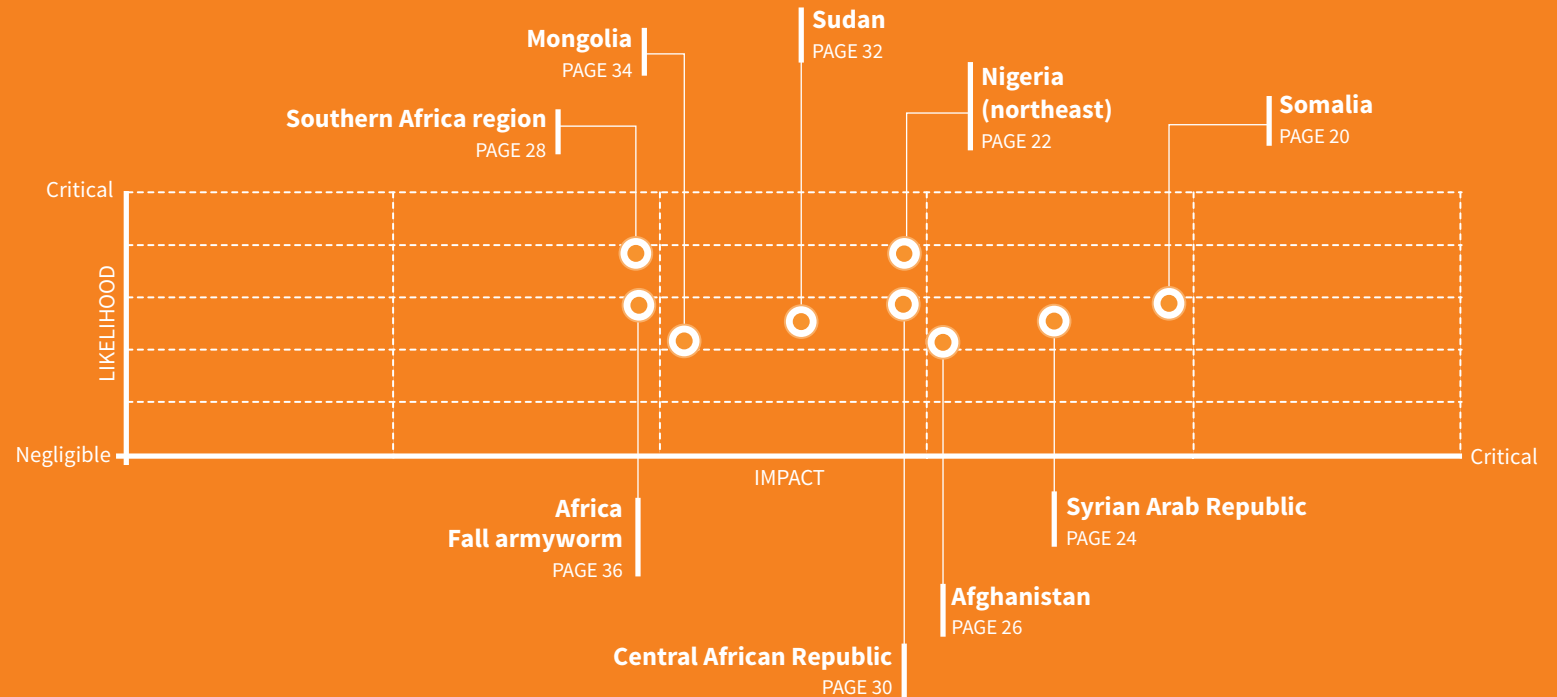 Sudan
PAGE 32
Mongolia
PAGE 34
Nigeria
(northeast)
PAGE 22
Somalia
PAGE 20
Southern Africa region
PAGE 28
Critical
LIKELIHOOD
Negligible
IMPACT
Critical
Africa
Fall armyworm
PAGE 36
Syrian Arab Republic
PAGE 24
Afghanistan
PAGE 26
Central African Republic
PAGE 30